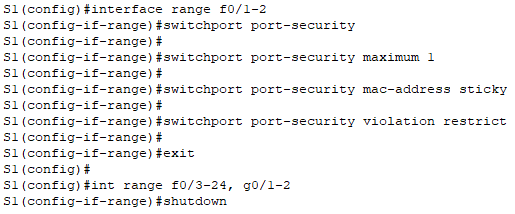 S1(config)#interface range f0/1-2
S1(config-if-range)#switchport port-security
S1(config-if-range)#
S1(config-if-range)#switchport port-security maximum 1
S1(config-if-range)#
S1(config-if-range)#switchport port-security mac-address sticky
S1(config-if-range)#
S1(config-if-range)#switchport port-security violation restrict
S1(config-if-range)#
S1(config-if-range)#exit
S1(config)#
S1(config)#int range f0/3-24, g0/1-2
S1(config-if-range)#shutdown